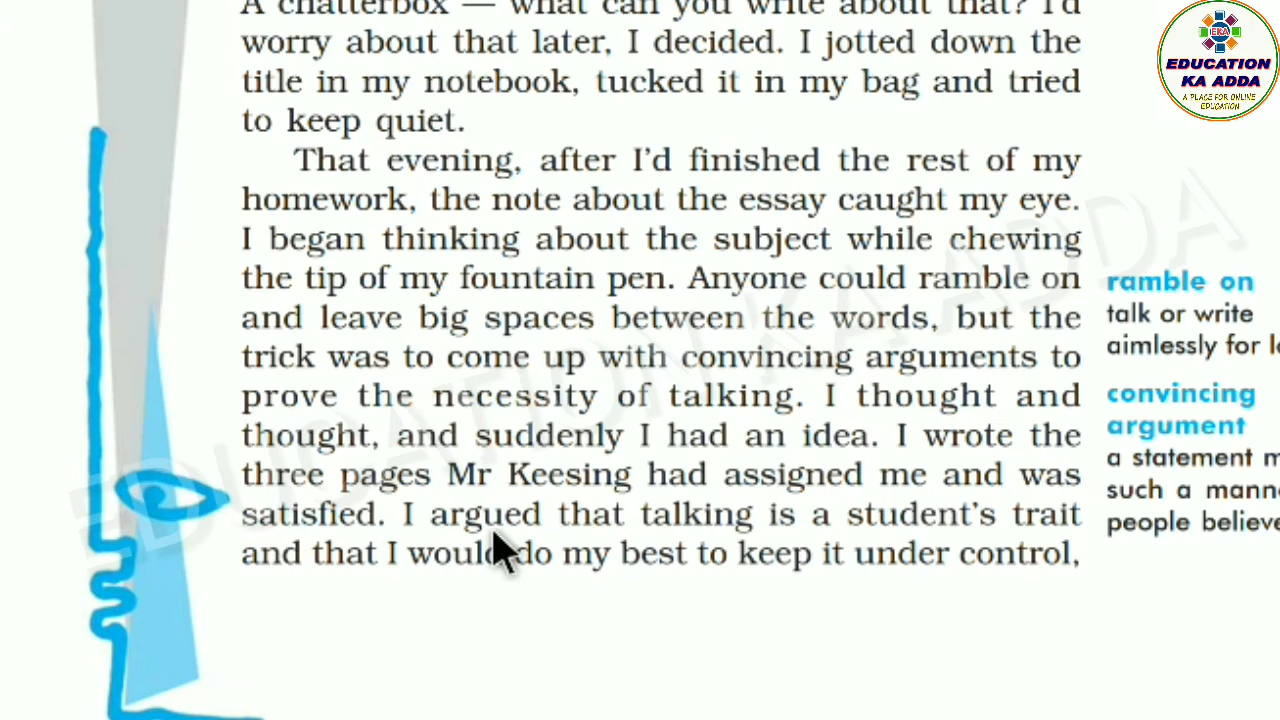 A chatterbox — what can you write about that? I'd
worry about that later, I decided. I jotted down the
title in my notebook, tucked it in my bag and tried
to keep quiet.
That evening, after I'd finished the rest of my
homework, the note about the essay caught my eye.
I began thinking about the subject while chewing
the tip of my fountain pen. Anyone could ramble on
and leave big spaces between the words, but the
trick was to come up with convincing arguments to
prove the necessity of talking. I thought and
thought, and suddenly I had an idea. I wrote the
three pages Mr Keesing had assigned me and was
satisfied. I argued that talking is a student's trait
and that I would do my best to keep it under control,
ramble on
talk or write
aimlessly for
convincing
argument
a statement
such a
people
EKA
EDUCATION
KA ADDA
A PLACE FOR ONLINE
EDUCATION
EDUCATION KA ADDA